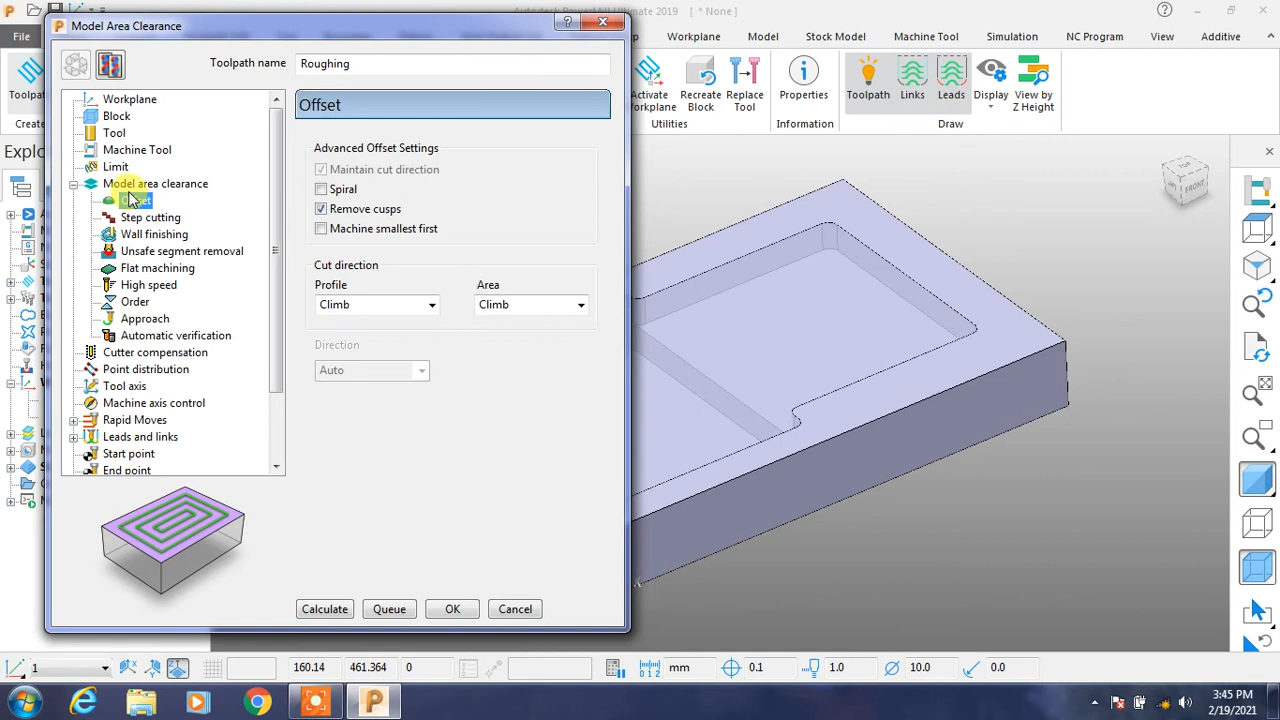 Autodesk PowerMill Ultimate 2019 [ * None ]
Model Area Clearance
File
Workplane
Model
Stock Model
Machine Tool
Simulation
NC Program
View
Additive
Toolpath
Create
Activate
Workplane
Recreate
Block
Replace
Tool
Properties
Toolpath
Links
Leads
Display
View by
Z Height
Utilities
Information
Draw
Toolpath name
Roughing
Workplane
Block
Tool
Machine Tool
Limit
Model area clearance
Offset
Step cutting
Wall finishing
Unsafe segment removal
Flat machining
High speed
Order
Approach
Automatic verification
Cutter compensation
Point distribution
Tool axis
Machine axis control
Rapid Moves
Leads and links
Start point
End point
Offset
Advanced Offset Settings
Maintain cut direction
Spiral
Remove cusps
Machine smallest first
Cut direction
Profile
Area
Climb
Climb
Direction
Auto
Calculate
Queue
OK
Cancel
TOP
FRONT
X
1
160.14
461.364
0
mm
0.1
1.0
10.0
0.0
3:45 PM
2/19/2021